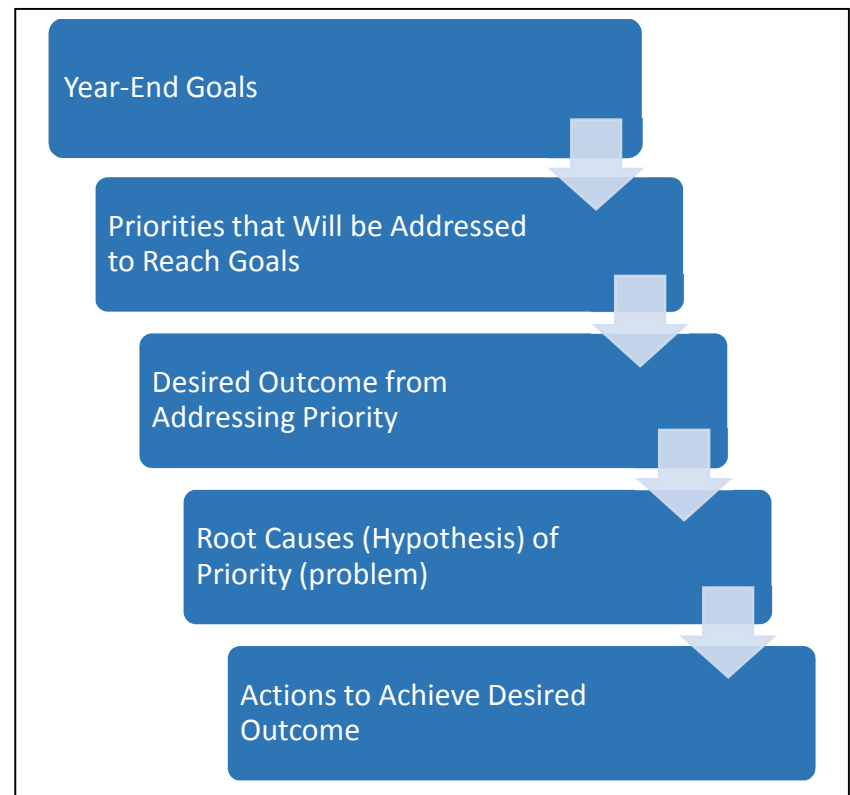 Year-End Goals
Priorities that Will be Addressed
to Reach Goals
Desired Outcome from
Addressing Priority
Root Causes (Hypothesis) of
Priority (problem)
Actions to Achieve Desired
Outcome